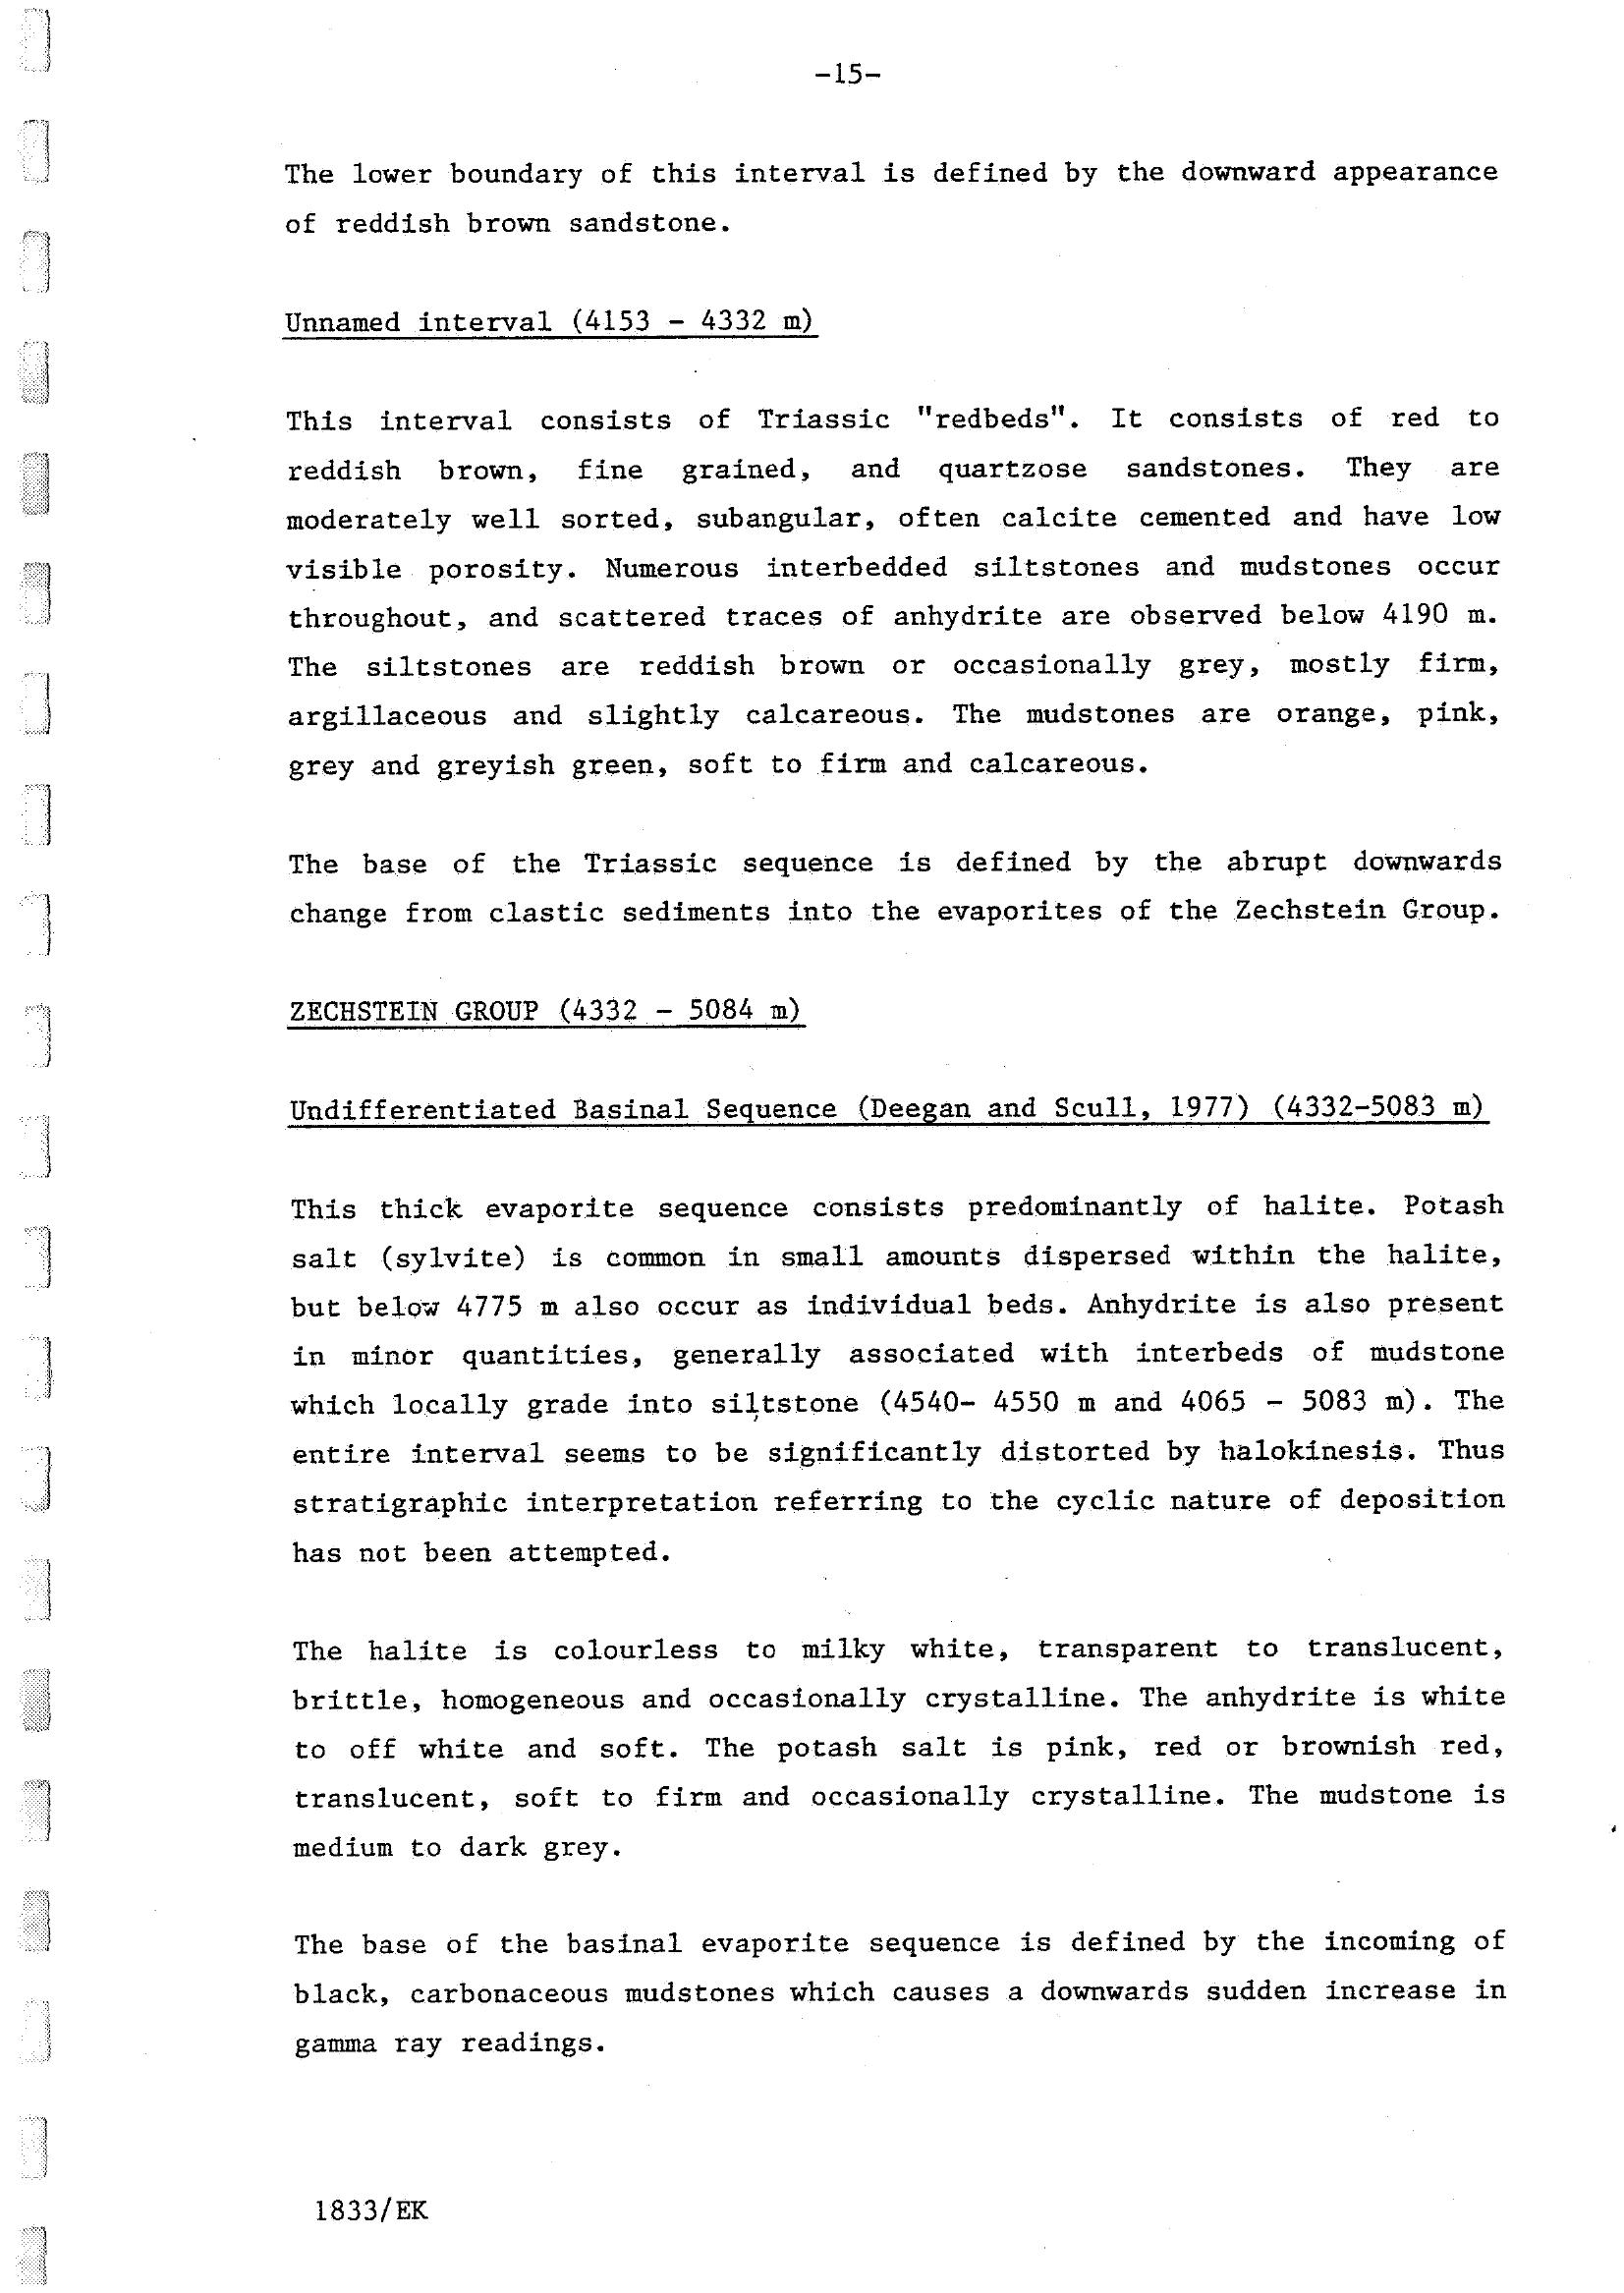 -15-
The lower boundary of this interval is defined by the downward appearance
of reddish brown sandstone.
Unnamed interval (4153 - 4332 m)
This interval consists of Triassic "redbeds". It consists of red to
reddish brown, fine grained, and quartzose sandstones. They are
moderately well sorted, subangular, often calcite cemented and have low
visible porosity. Numerous interbedded siltstones and mudstones occur
throughout, and scattered traces of anhydrite are observed below 4190 m.
The siltstones are reddish brown or occasionally grey, mostly firm,
argillaceous and slightly calcareous. The mudstones are orange, pink,
grey and greyish green, soft to firm and calcareous.
The base of the Triassic sequence is defined by the abrupt downwards
change from clastic sediments into the evaporites of the Zechstein Group.
ZECHSTEIN GROUP (4332 - 5084 m)
Undifferentiated Basinal Sequence (Deegan and Scull, 1977) (4332-5083 m)
This thick evaporite sequence consists predominantly of halite. Potash
salt (sylvite) is common in small amounts dispersed within the halite,
but below 4775 m also occur as individual beds. Anhydrite is also present
in minor quantities, generally associated with interbeds of mudstone
which locally grade into siltstone (4540- 4550 m and 4065 - 5083 m). The
entire interval seems to be significantly distorted by halokinesis. Thus
stratigraphic interpretation referring to the cyclic nature of deposition
has not been attempted.
The halite is colourless to milky white, transparent to translucent,
brittle, homogeneous and occasionally crystalline. The anhydrite is white
to off white and soft. The potash salt is pink, red or brownish red,
translucent, soft to firm and occasionally crystalline. The mudstone is
medium to dark grey.
The base of the basinal evaporite sequence is defined by the incoming of
black, carbonaceous mudstones which causes a downwards sudden increase in
gamma ray readings.
1833/EK